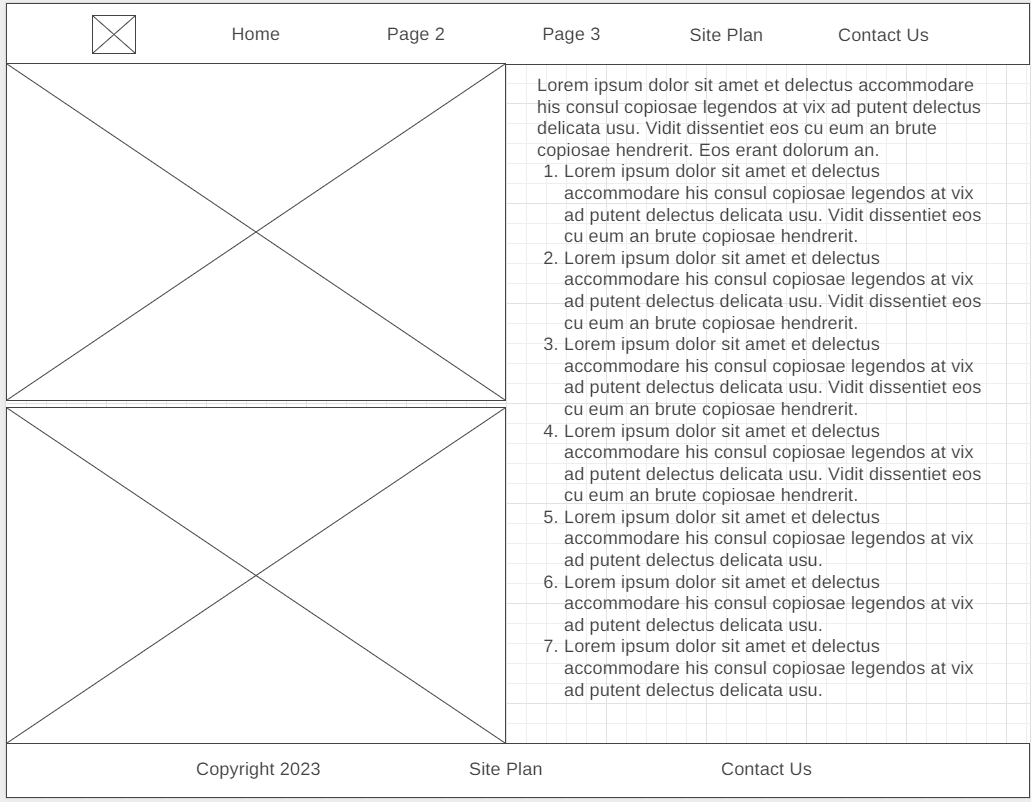 Home Page 2 Page 3 Site Plan Contact Us
Lorem ipsum dolor sit amet et delectus accommodare
his consul copiosae legendos at vix ad putent delectus
delicata usu. Vidit dissentiet eos cu eum an brute
copiosae hendrerit. Eos erant dolorum an.
1. Lorem ipsum dolor sit amet et delectus
accommodare his consul copiosae legendos at vix
ad putent delectus delicata usu. Vidit dissentiet eos
cu eum an brute copiosae hendrerit.
2. Lorem ipsum dolor sit amet et delectus
accommodare his consul copiosae legendos at vix
ad putent delectus delicata usu. Vidit dissentiet eos
cu eum an brute copiosae hendrerit.
3. Lorem ipsum dolor sit amet et delectus
accommodare his consul copiosae legendos at vix
ad putent delectus delicata usu. Vidit dissentiet eos
cu eum an brute copiosae hendrerit.
4. Lorem ipsum dolor sit amet et delectus
accommodare his consul copiosae legendos at vix
ad putent delectus delicata usu. Vidit dissentiet eos
cu eum an brute copiosae hendrerit.
5. Lorem ipsum dolor sit amet et delectus
accommodare his consul copiosae legendos at vix
ad putent delectus delicata usu.
6. Lorem ipsum dolor sit amet et delectus
accommodare his consul copiosae legendos at vix
ad putent delectus delicata usu.
7. Lorem ipsum dolor sit amet et delectus
accommodare his consul copiosae legendos at vix
ad putent delectus delicata usu.
Copyright 2023 Site Plan Contact Us